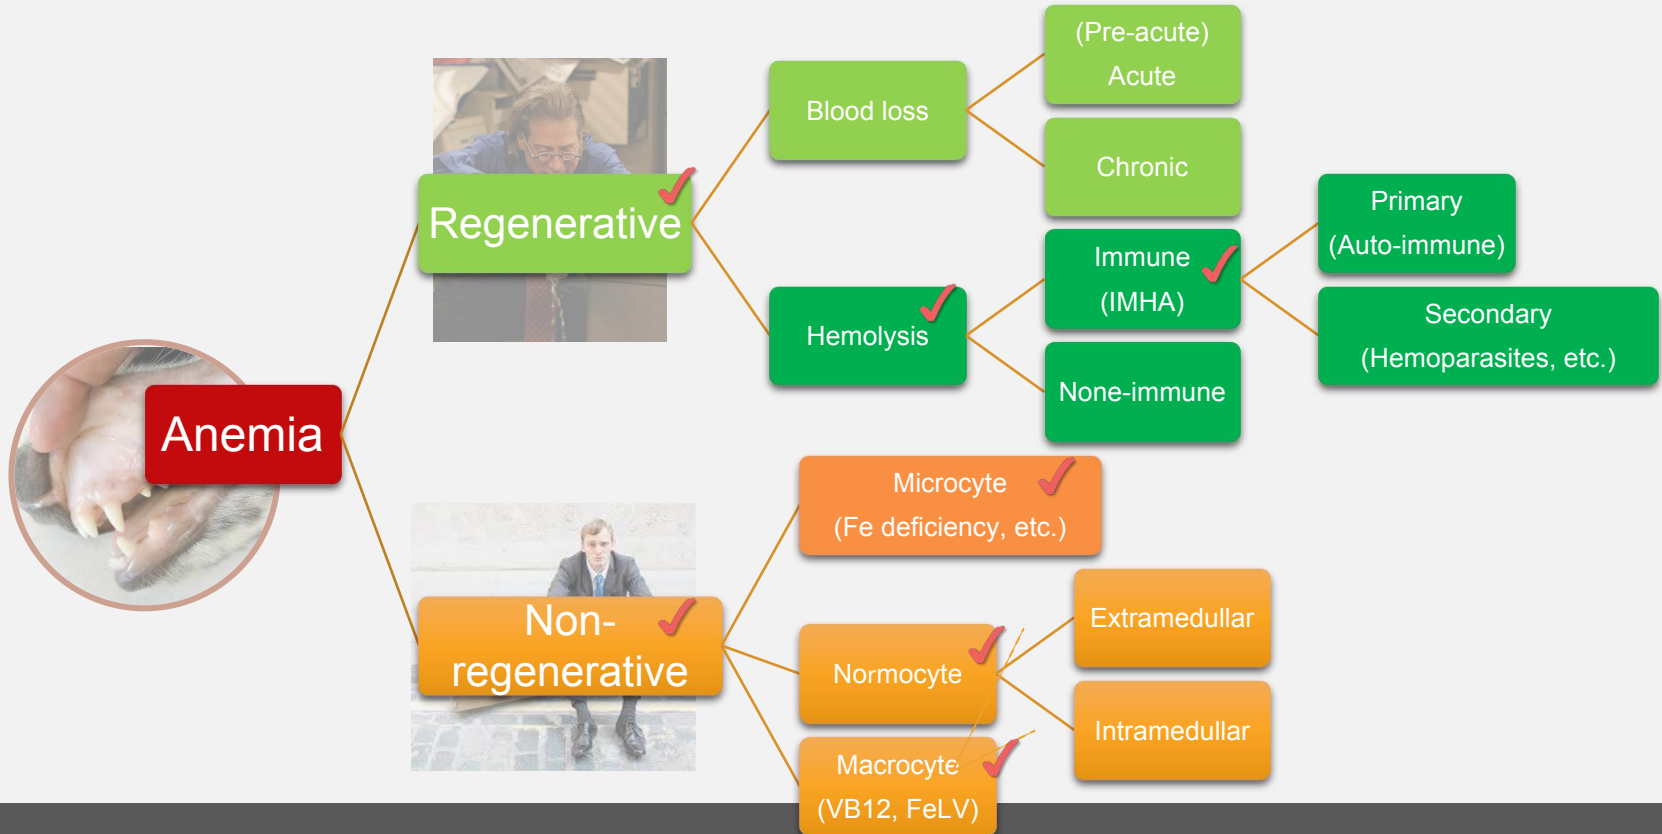 Anemia
Regenerative
Blood loss
(Pre-acute)
Acute
Chronic
Hemolysis
Immune
(IMHA)
Primary
(Auto-immune)
Secondary
(Hemoparasites, etc.)
None-immune
Non-
regenerative
Microcyte
(Fe deficiency, etc.)
Normocyte
Extramedullar
Intramedullar
Macrocyte
(VB12, FeLV)